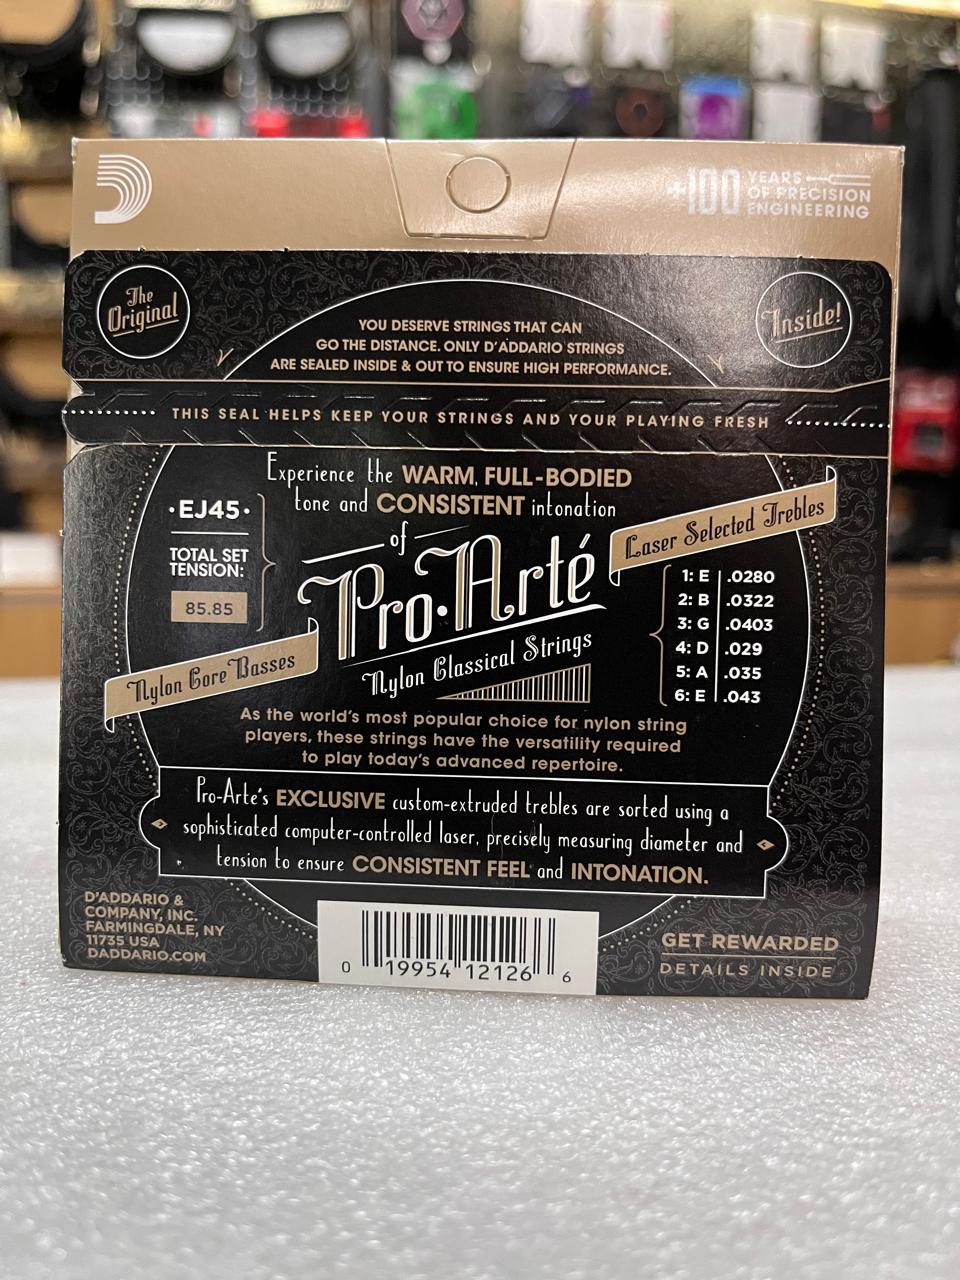 +100 YEARS
OF PRECISION
ENGINEERING
The
Original
Inside!
YOU DESERVE STRINGS THAT CAN
GO THE DISTANCE. ONLY D'ADDARIO STRINGS
ARE SEALED INSIDE & OUT TO ENSURE HIGH PERFORMANCE.
THIS SEAL HELPS KEEP YOUR STRINGS AND YOUR PLAYING FRESH
Experience the WARM, FULL-BODIED
tone and CONSISTENT intonation
of
Pro·Arté
Nylon Classical Strings
·EJ45·
TOTAL SET
TENSION:
85.85
Nylon Core Basses
Laser Selected Trebles
1: E .0280
2: B .0322
3: G .0403
4: D .029
5: A .035
6: E .043
As the world's most popular choice for nylon string
players, these strings have the versatility required
to play today's advanced repertoire.
Pro-Arte's EXCLUSIVE custom-extruded trebles are sorted using a
sophisticated computer-controlled laser, precisely measuring diameter and
tension to ensure CONSISTENT FEEL and INTONATION.
D'ADDARIO &
COMPANY, INC.
FARMINGDALE, NY
11735 USA
DADDARIO.COM
0 19954 12126 6
GET REWARDED
DETAILS INSIDE